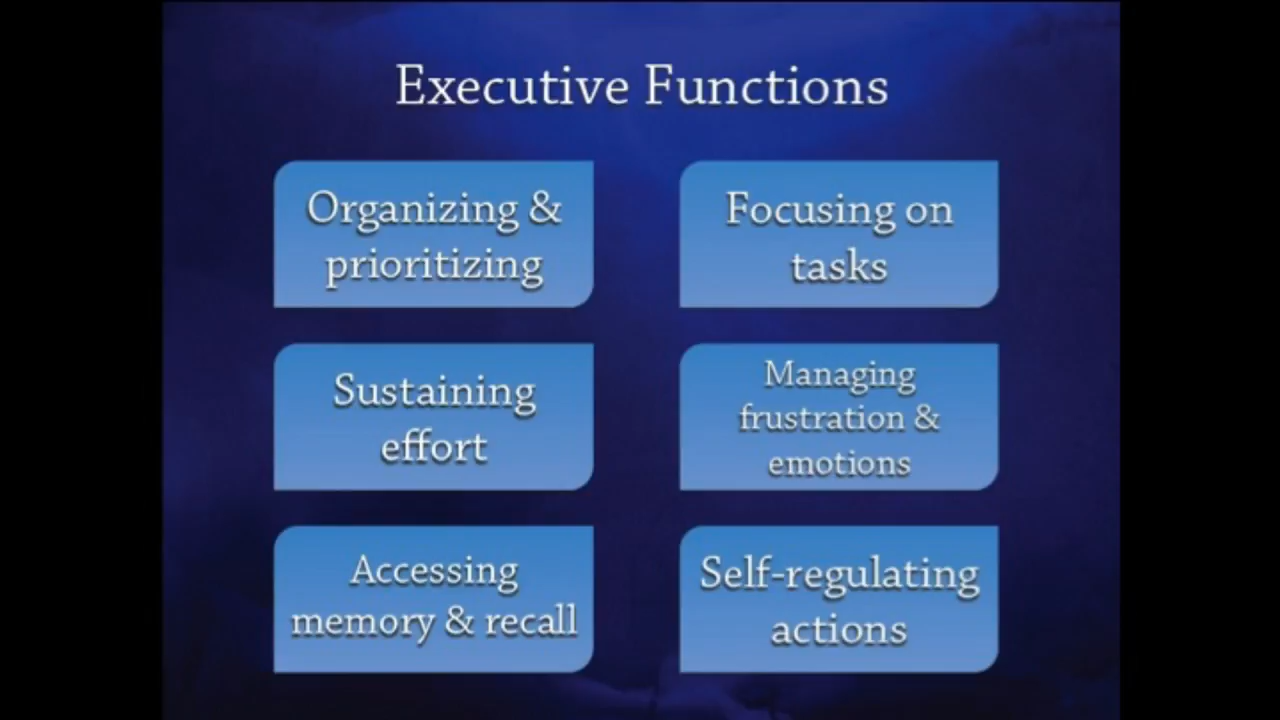 Executive Functions
Organizing &
prioritizing
Focusing on
tasks
Sustaining
effort
Managing
frustration &
emotions
Accessing
memory & recall
Self-regulating
actions